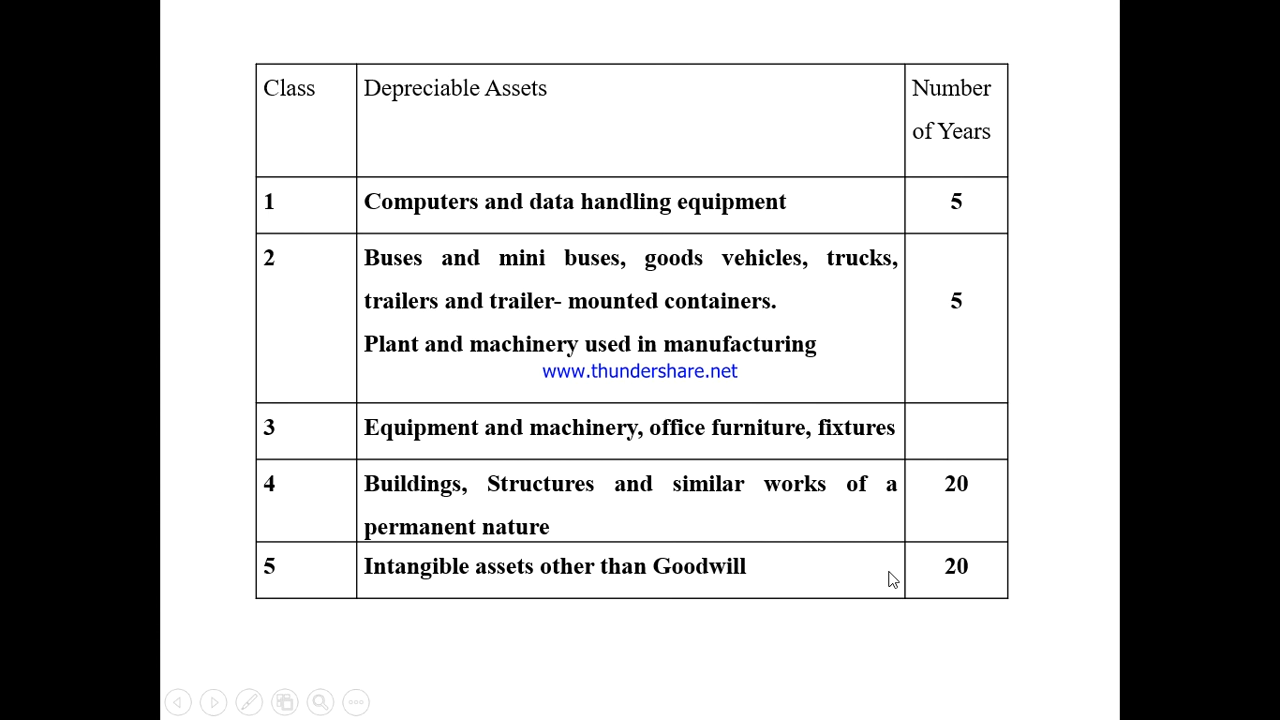 Class Depreciable Assets Number
of Years
1 Computers and data handling equipment 5
2 Buses and mini buses, goods vehicles, trucks,
trailers and trailer- mounted containers. 5
Plant and machinery used in manufacturing
www.thundershare.net
3 Equipment and machinery, office furniture, fixtures
4 Buildings, Structures and similar works of a 20
permanent nature
5 Intangible assets other than Goodwill 20